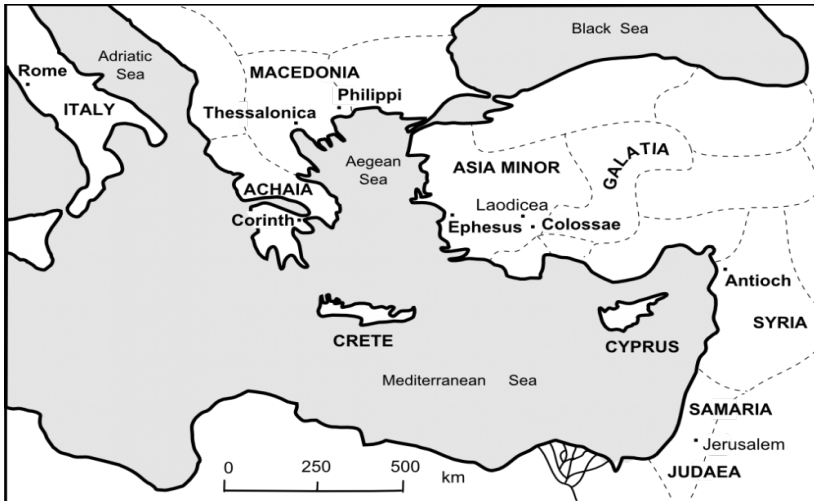 Black Sea
Adriatic
Sea
Rome
MACEDONIA
Philippi
ITALY
Thessalonica
Aegean
Sea
ASIA MINOR
GALATIA
ACHAIA
Laodicea
Corinth
Ephesus
Colossae
Antioch
SYRIA
CRETE
CYPRUS
Mediterranean Sea
SAMARIA
Jerusalem
JUDAEA
0 250 500 km